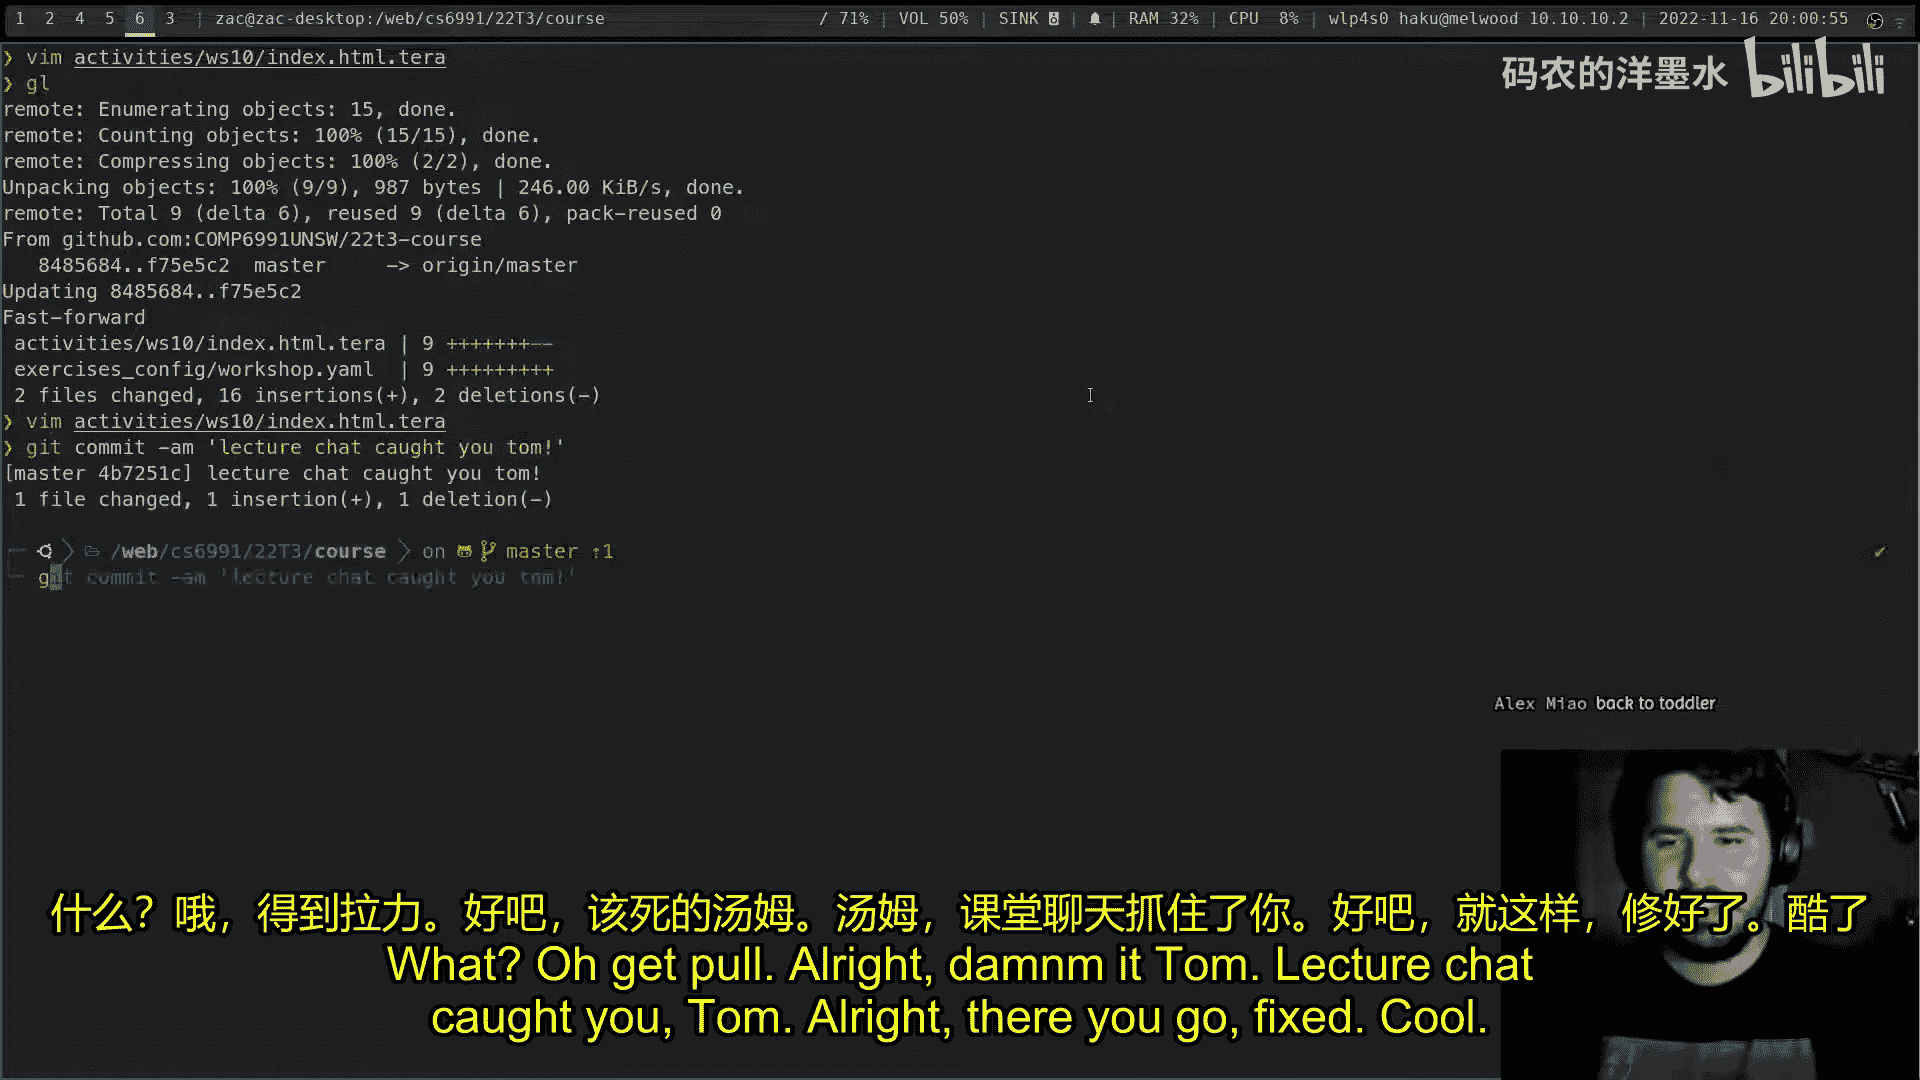 1 2 4 5 6 3 | zac@zac-desktop:/web/cs6991/22T3/course / 71% | VOL 50% | SINK | | RAM 32% | CPU 8% | wlp4s0 haku@melwood 10.10.10.2 | 2022-11-16 20:00:55
码农的洋墨水 bilibili
❯ vim activities/ws10/index.html.tera
❯ gl
remote: Enumerating objects: 15, done.
remote: Counting objects: 100% (15/15), done.
remote: Compressing objects: 100% (2/2), done.
Unpacking objects: 100% (9/9), 987 bytes | 246.00 KiB/s, done.
remote: Total 9 (delta 6), reused 9 (delta 6), pack-reused 0
From github.com:COMP6991UNSW/22t3-course
8485684..f75e5c2 master -> origin/master
Updating 8485684..f75e5c2
Fast-forward
activities/ws10/index.html.tera | 9 +++++++--
exercises_config/workshop.yaml | 9 +++++++++
2 files changed, 16 insertions(+), 2 deletions(-)
❯ vim activities/ws10/index.html.tera
❯ git commit -am 'lecture chat caught you tom!'
[master 4b7251c] lecture chat caught you tom!
1 file changed, 1 insertion(+), 1 deletion(-)
/web/cs6991/22T3/course on master ↑1 ✔
git commit -am 'lecture chat caught you tom!'
Alex Miao back to toddler
什么？哦，得到拉力。好吧，该死的汤姆。汤姆，课堂聊天抓住了你。好吧，就这样，修好了。酷了
What? Oh get pull. Alright, damnm it Tom. Lecture chat
caught you, Tom. Alright, there you go, fixed. Cool.